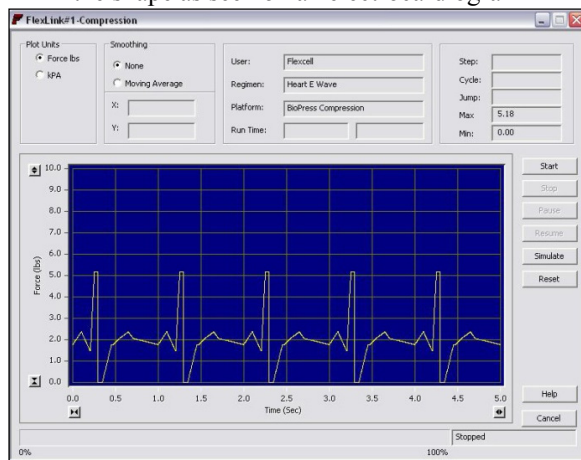 the shape as seen on an electrocardiogram
FlexLink#1-Compression
Plot Units
Force lbs
kPA
Smoothing
None
Moving Average
X:
Y:
User: Flexcell
Regimen: Heart E Wave
Platform: BioPress Compression
Run Time:
Step:
Cycle:
Jump:
Max 5.18
Min: 0.00
Start
Stop
Pause
Resume
Simulate
Reset
Help
Cancel
Force (lbs)
10.0
9.0
8.0
7.0
6.0
5.0
4.0
3.0
2.0
1.0
0.0
0.0 0.5 1.0 1.5 2.0 2.5 3.0 3.5 4.0 4.5 5.0
Time (Sec)
Stopped
0% 100%